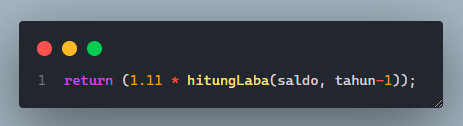 1 return (1.11 * hitungLaba(saldo, tahun-1));